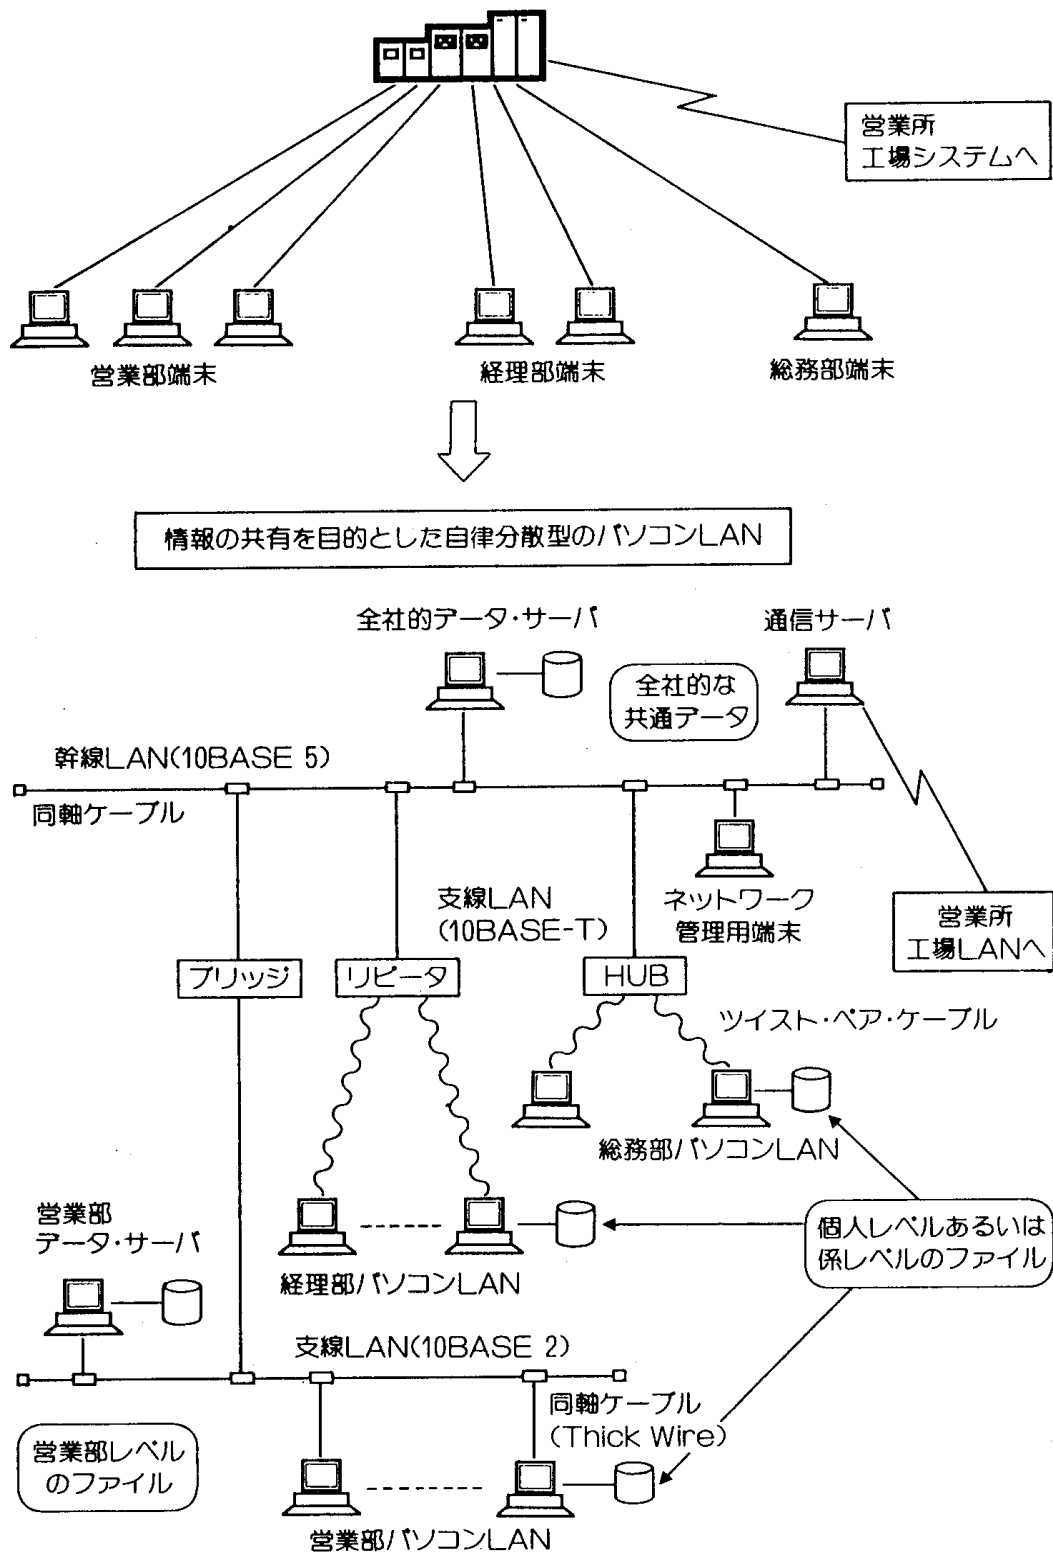 営業所
工場システムへ
営業部端末
経理部端末
総務部端末
情報の共有を目的とした自律分散型のパソコンLAN
全社的データ・サーバ
通信サーバ
全社的な
共通データ
幹線LAN(10BASE 5)
同軸ケーブル
支線LAN
(10BASE-T)
ネットワーク
管理用端末
営業所
工場LANへ
ブリッジ
リピータ
HUB
ツイスト・ペア・ケーブル
総務部パソコンLAN
営業部
データ・サーバ
個人レベルあるいは
係レベルのファイル
経理部パソコンLAN
支線LAN(10BASE 2)
同軸ケーブル
(Thick Wire)
営業部レベル
のファイル
営業部パソコンLAN